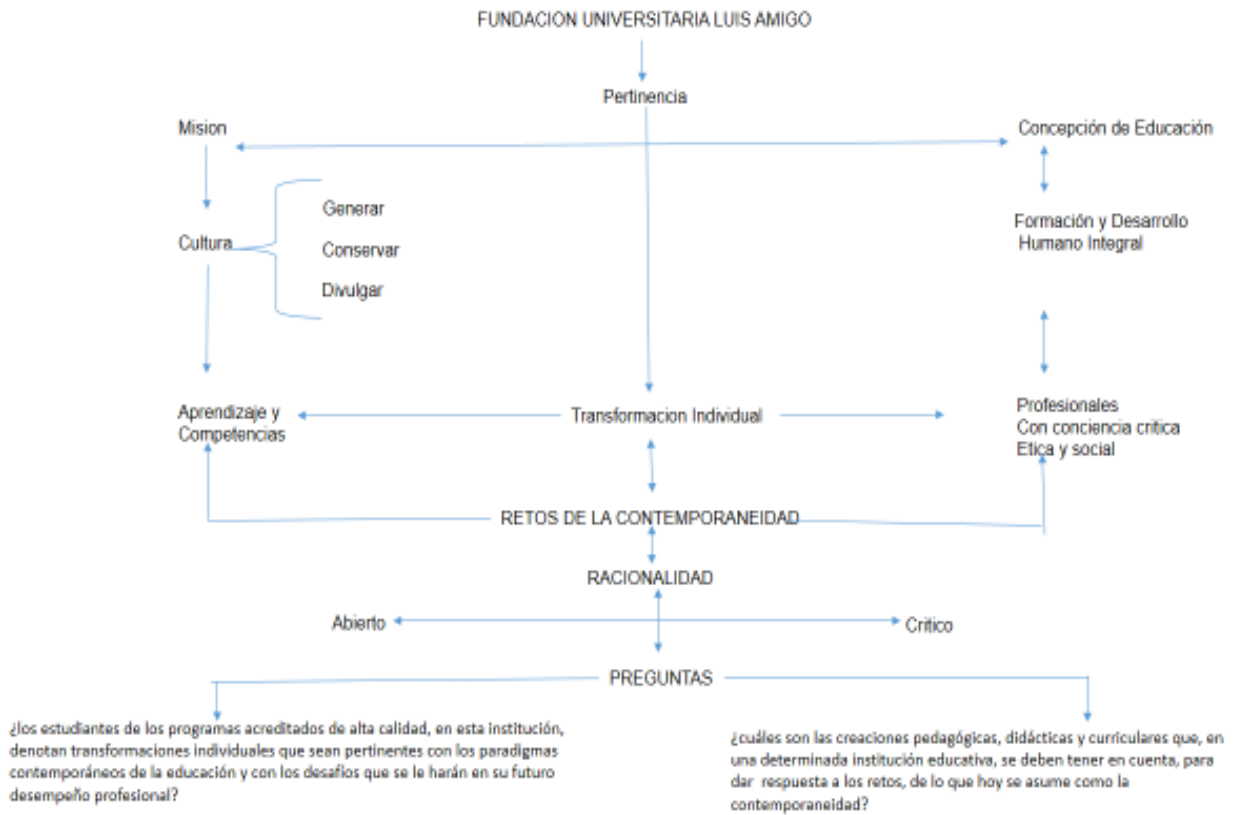 FUNDACION UNIVERSITARIA LUIS AMIGO
Pertinencia
Mision
Concepción de Educación
Generar
Cultura
Conservar
Divulgar
Formación y Desarrollo
Humano Integral
Aprendizaje y
Competencias
Transformacion Individual
Profesionales
Con conciencia critica
Etica y social
RETOS DE LA CONTEMPORANEIDAD
RACIONALIDAD
Abierto
Critico
PREGUNTAS
¿los estudiantes de los programas acreditados de alta calidad, en esta institución,
denotan transformaciones individuales que sean pertinentes con los paradigmas
contemporáneos de la educación y con los desafíos que se le harán en su futuro
desempeño profesional?
¿cuáles son las creaciones pedagógicas, didácticas y curriculares que, en
una determinada institución educativa, se deben tener en cuenta, para
dar respuesta a los retos, de lo que hoy se asume como la
contemporaneidad?